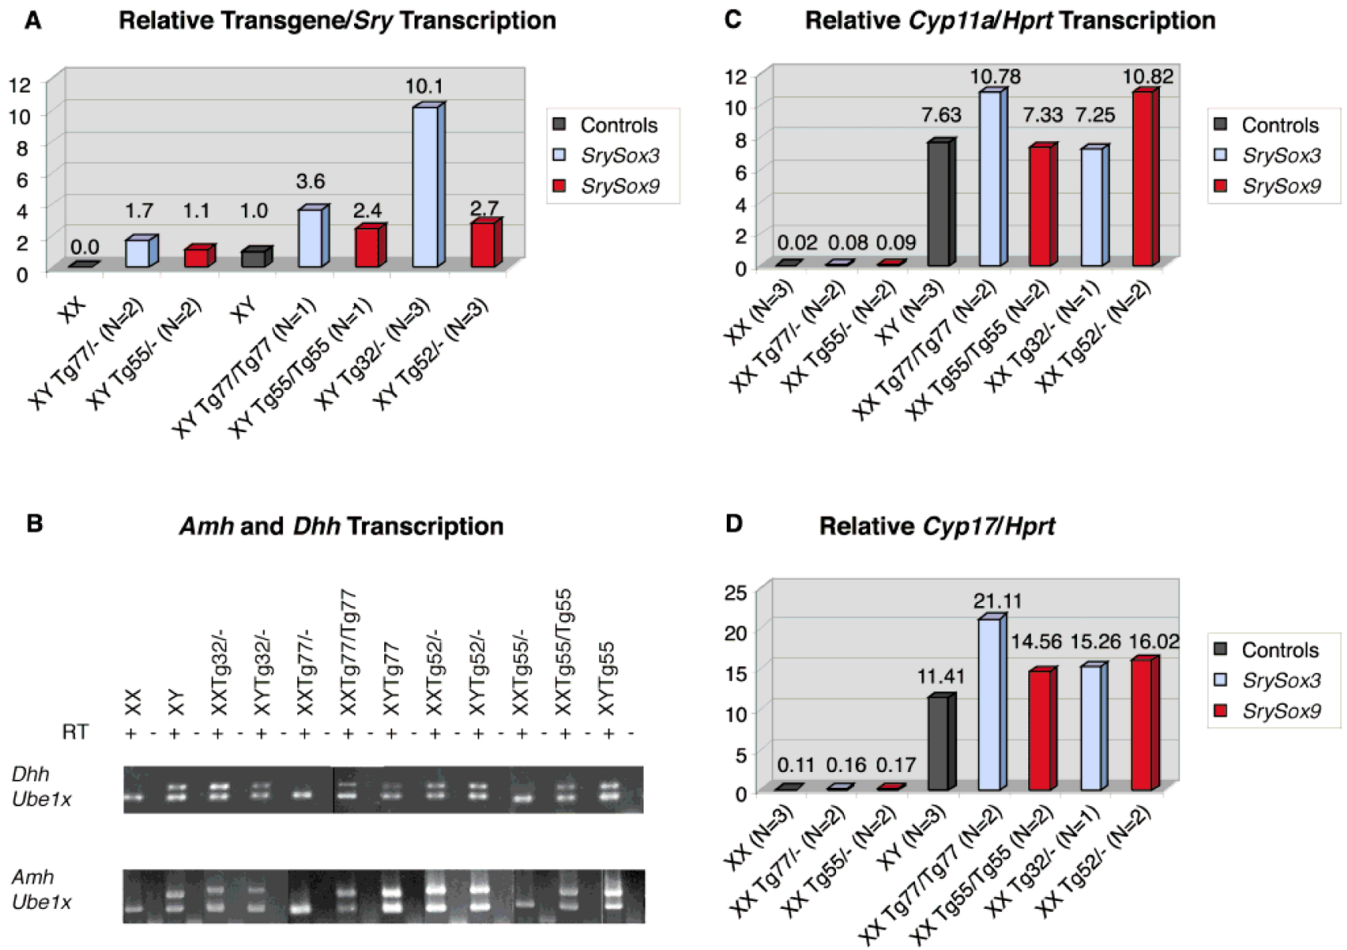 A
Relative Transgene/Sry Transcription
12
10
8
6
4
2
0
0.0
1.7
1.1
1.0
3.6
2.4
10.1
2.7
XX
XY Tg77/- (N=2)
XY Tg55/- (N=2)
XY
XY Tg77/Tg77 (N=1)
XY Tg55/Tg55 (N=1)
XY Tg32/- (N=3)
XY Tg52/- (N=3)
Controls
SrySox3
SrySox9
C
Relative Cyp11a/Hprt Transcription
12
10
8
6
4
2
0
0.02
0.08
0.09
7.63
10.78
7.33
7.25
10.82
XX (N=3)
XX Tg77/- (N=2)
XX Tg55/- (N=2)
XY (N=3)
XX Tg77/Tg77 (N=2)
XX Tg55/Tg55 (N=2)
XX Tg32/- (N=1)
XX Tg52/- (N=2)
Controls
SrySox3
SrySox9
B
Amh and Dhh Transcription
XX
XY
XXTg32/-
XYTg32/-
XXTg77/-
XXTg77/Tg77
XYTg77
XXTg52/-
XYTg52/-
XXTg55/-
XXTg55/Tg55
XYTg55
RT + - + - + - + - + - + - + - + - + - + - + - + -
Dhh
Ube1x
Amh
Ube1x
D
Relative Cyp17/Hprt
25
20
15
10
5
0
0.11
0.16
0.17
11.41
21.11
14.56
15.26
16.02
XX (N=3)
XX Tg77/- (N=2)
XX Tg55/- (N=2)
XY (N=3)
XX Tg77/Tg77 (N=2)
XX Tg55/Tg55 (N=2)
XX Tg32/- (N=1)
XX Tg52/- (N=2)
Controls
SrySox3
SrySox9